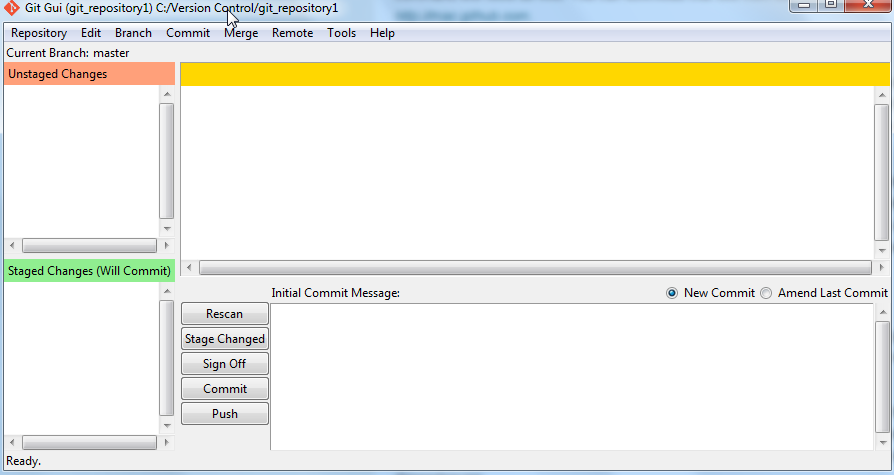 Git Gui (git_repository1) C:/Version Control/git_repository1
Repository Edit Branch Commit Merge Remote Tools Help
Current Branch: master
Unstaged Changes
Staged Changes (Will Commit)
Initial Commit Message: New Commit Amend Last Commit
Rescan
Stage Changed
Sign Off
Commit
Push
Ready.